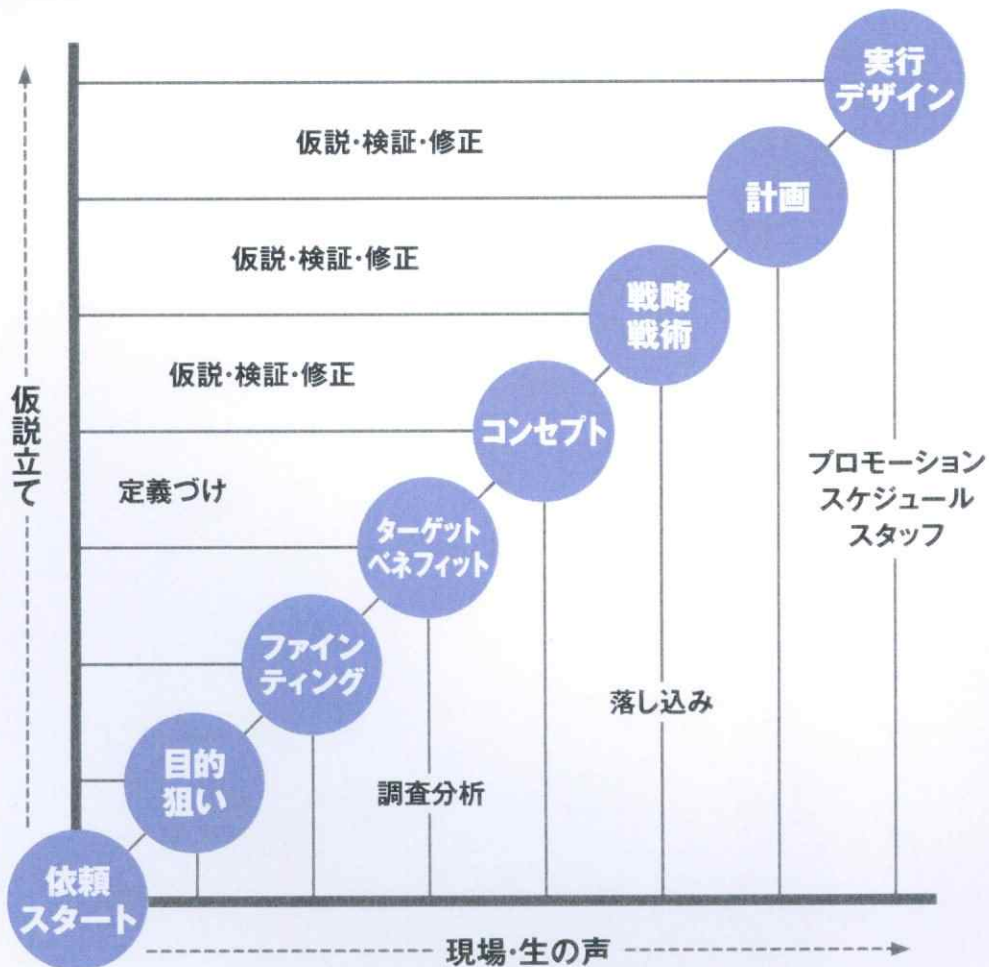 実行
デザイン
仮説・検証・修正
計画
仮説・検証・修正
戦略
戦術
仮説・検証・修正
コンセプト
仮説立て
定義づけ
プロモーション
スケジュール
スタッフ
ターゲット
ベネフィット
ファイン
ティング
落し込み
目的
狙い
調査分析
依頼
スタート
現場・生の声